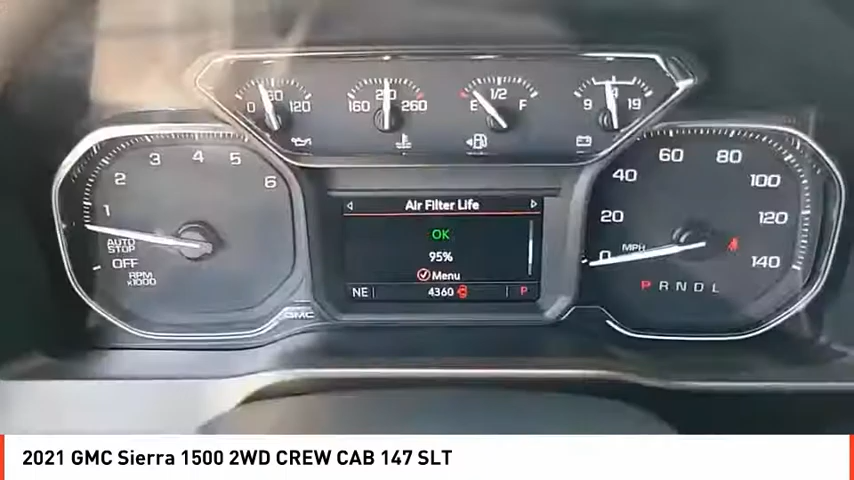 0 60 120
160 210 260
E 1/2 F
9 19
1 2 3 4 5 6
AUTO STOP
OFF
RPM
x1000
Air Filter Life
OK
95%
Menu
NE 4360 P
0 20 40 60 80 100 120 140
MPH
P R N D L
GMC
2021 GMC Sierra 1500 2WD CREW CAB 147 SLT